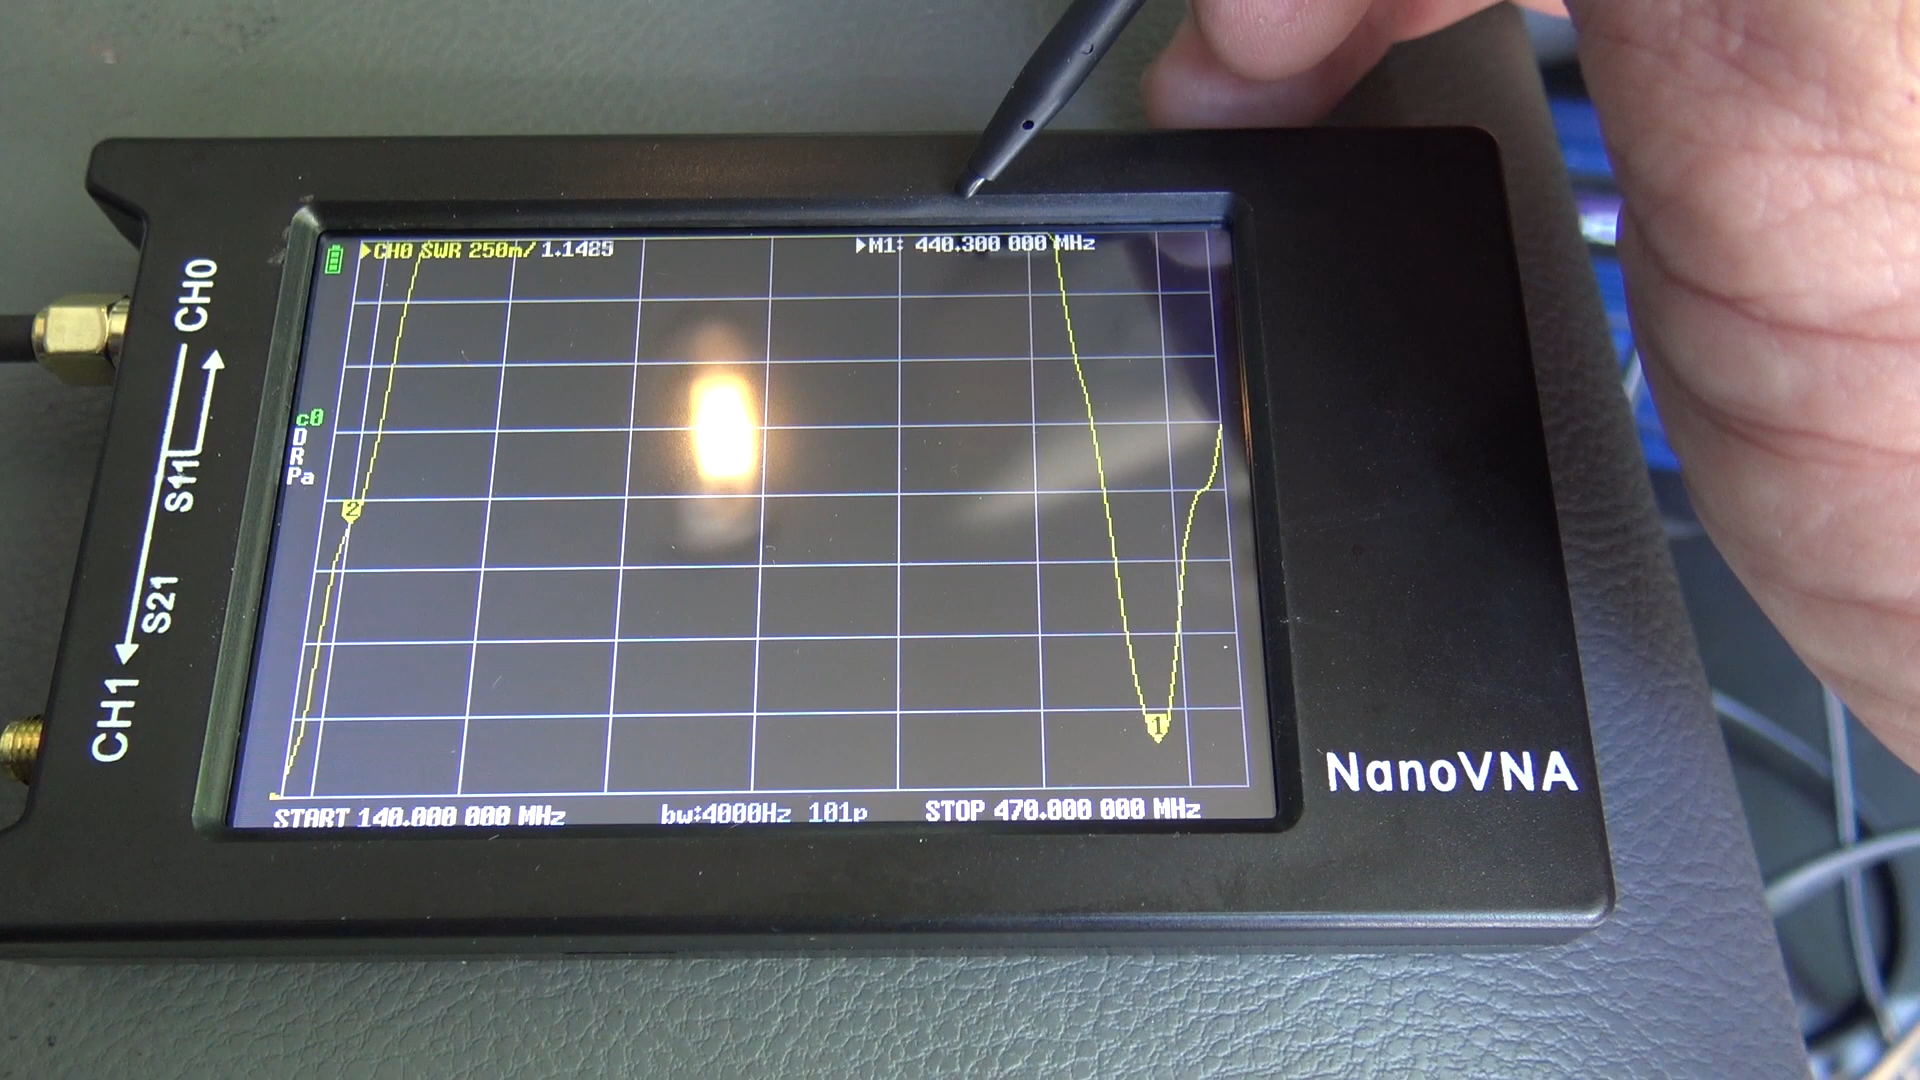 CH0 SWR 250m/ 1.1485
M1: 440.300 000 MHz
c0
D
R
Pa
2
1
START 140.000 000 MHz
bw:4000Hz 101p
STOP 470.000 000 MHz
CH0
S11
S21
CH1
NanoVNA